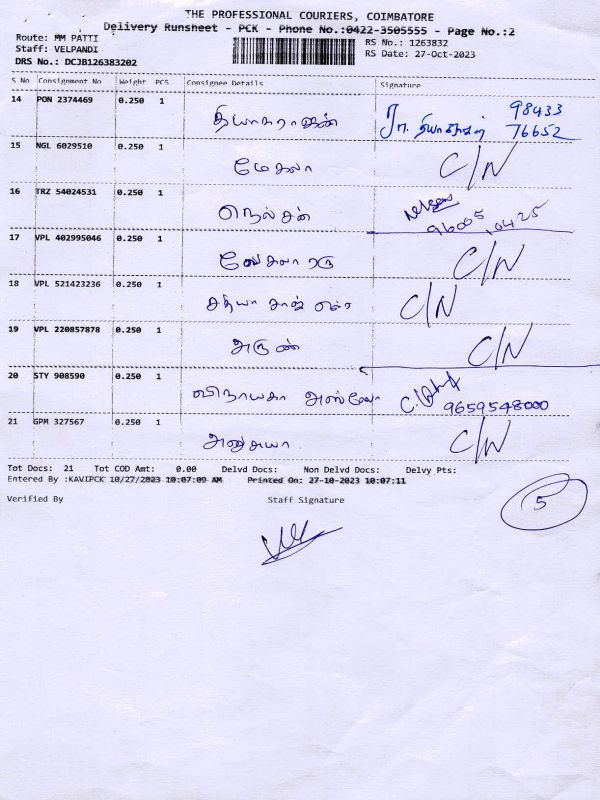 THE PROFESSIONAL COURIERS, COIMBATORE
Delivery Runsheet - PCK - Phone No.:0422-3505555 - Page No.:2
Route: MM PATTI
RS No.: 1263832
Staff: VELPANDI
RS Date: 27-Oct-2023
DRS No.: DCJB126383202
S No Consignment No Weight PCS Consignee Details Signature
14 PON 2374469 0.250 1 தியாகராஜன் 98433
76652
15 NGL 6029510 0.250 1 மேகலா C/N
16 TRZ 54024531 0.250 1 நெல்சன்
17 VPL 402995046 0.250 1 C/N
18 VPL 521423236 0.250 1 சத்யா C/N
19 VPL 220857878 0.250 1 அருண் C/N
20 STY 908590 0.250 1 விநாயகா 9659548000
21 GPM 327567 0.250 1 அனுசுயா C/N
Tot Docs: 21 Tot COD Amt: 0.00 Delvd Docs: Non Delvd Docs: Delvy Pts:
Entered By :KAVIPCK 10/27/2023 10:07:09 AM Printed On: 27-10-2023 10:07:11
Verified By Staff Signature
5